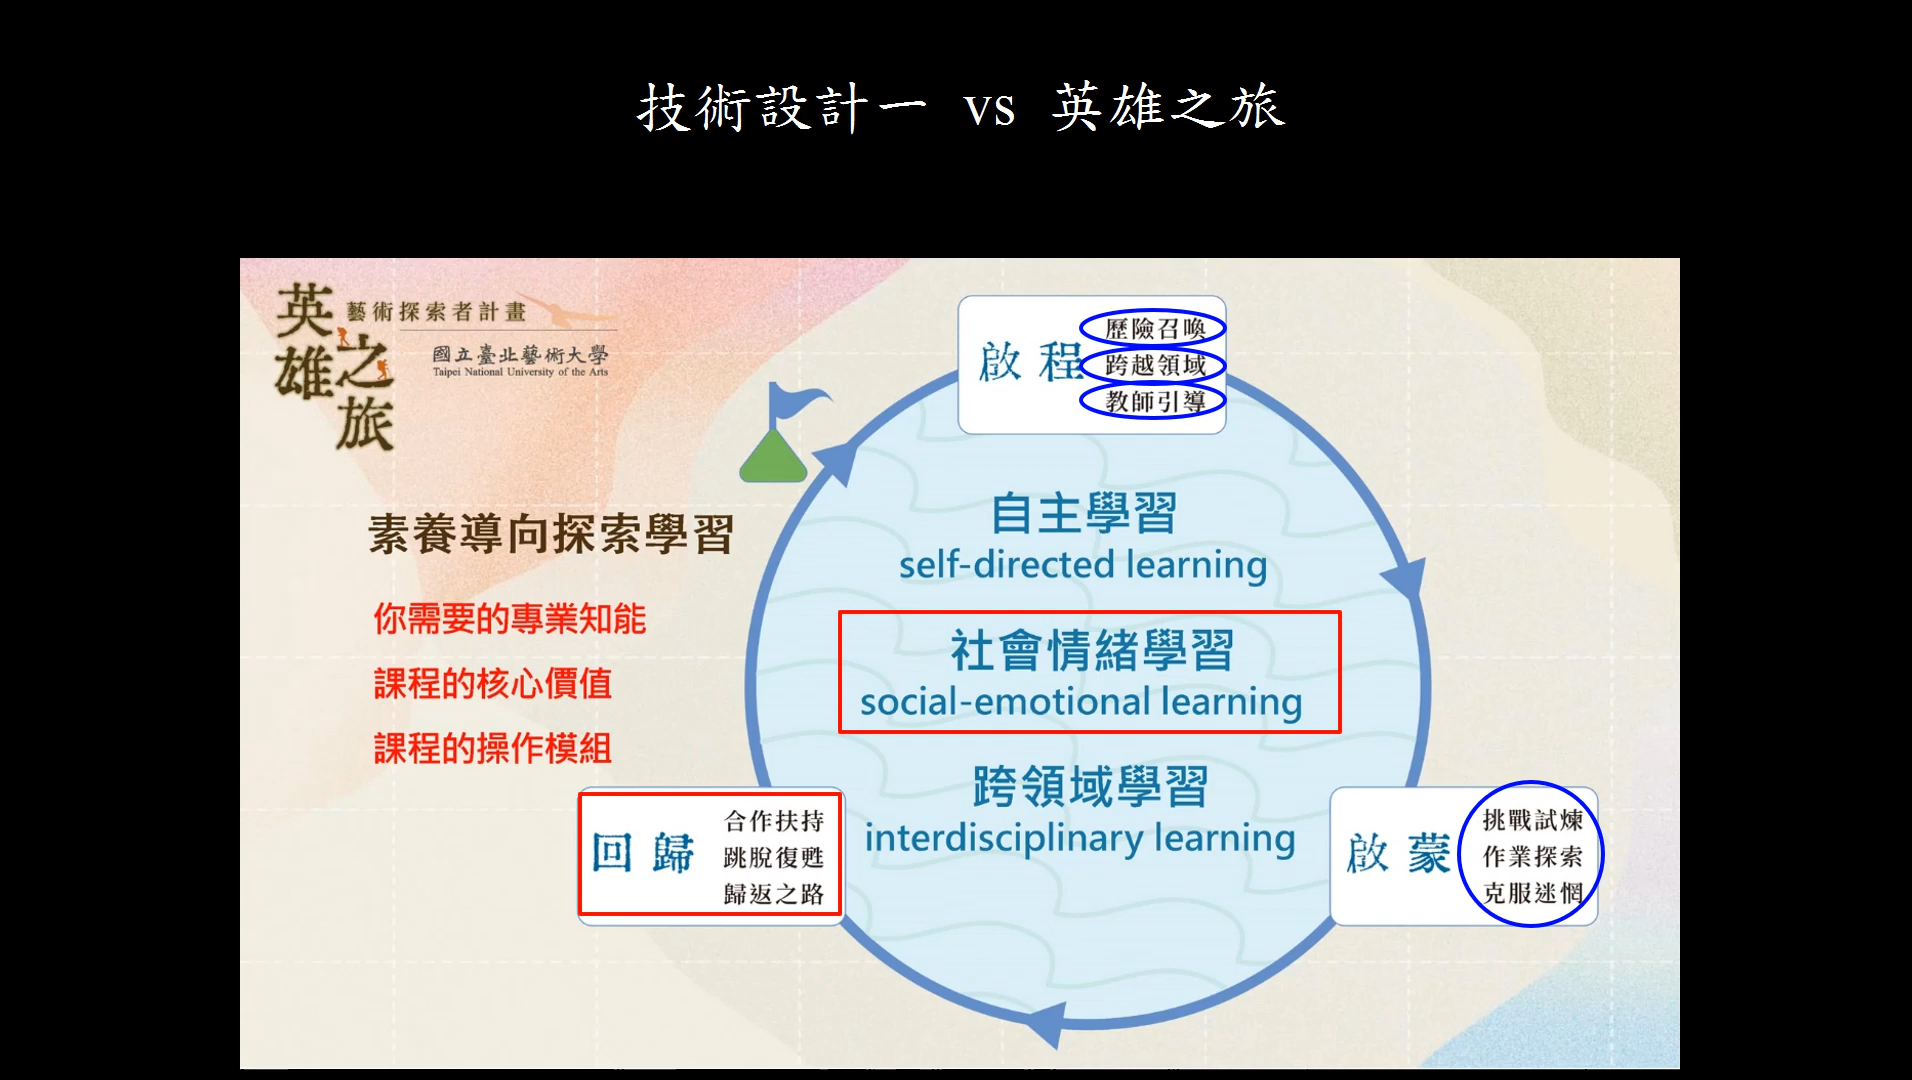 技術設計一 vs 英雄之旅
英雄之旅
藝術探索者計畫
國立臺北藝術大學
Taipei National University of the Arts
啟程
歷險召喚
跨越領域
教師引導
素養導向探索學習
你需要的專業知能
課程的核心價值
課程的操作模組
自主學習
self-directed learning
社會情緒學習
social-emotional learning
跨領域學習
interdisciplinary learning
回歸
合作扶持
跳脫復甦
歸返之路
啟蒙
挑戰試煉
作業探索
克服迷惘